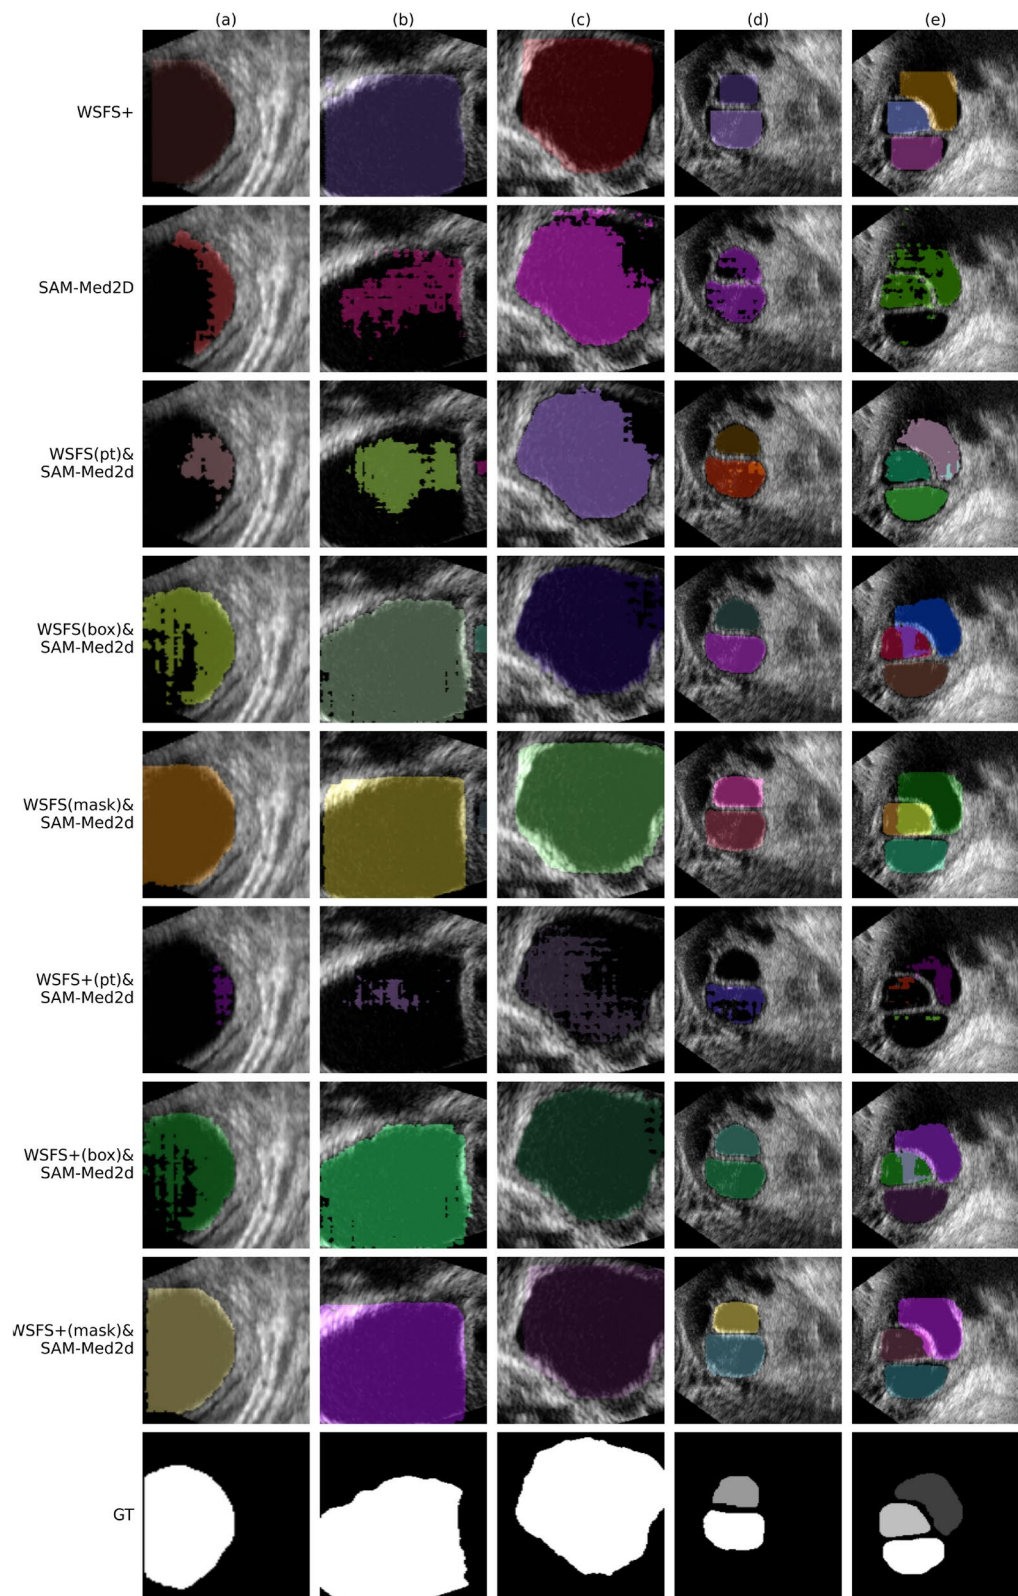 (a) (b) (c) (d) (e)
WSFS+
SAM-Med2D
WSFS(pt)&
SAM-Med2d
WSFS(box)&
SAM-Med2d
WSFS(mask)&
SAM-Med2d
WSFS+(pt)&
SAM-Med2d
WSFS+(box)&
SAM-Med2d
WSFS+(mask)&
SAM-Med2d
GT